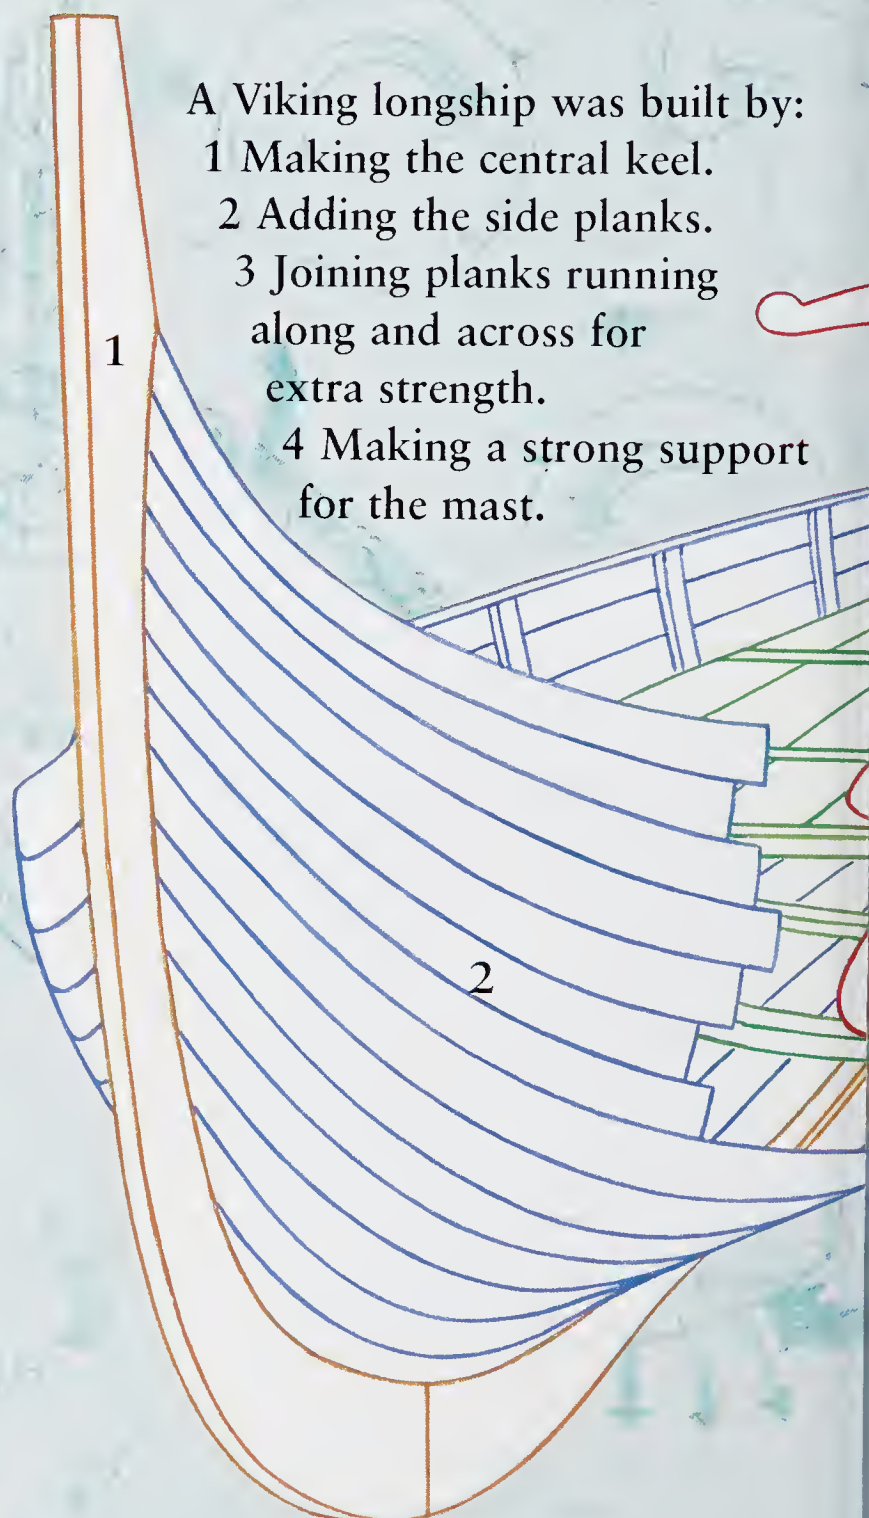 A Viking longship was built by:
1 Making the central keel.
2 Adding the side planks.
3 Joining planks running
along and across for
extra strength.
4 Making a strong support
for the mast.
1
2